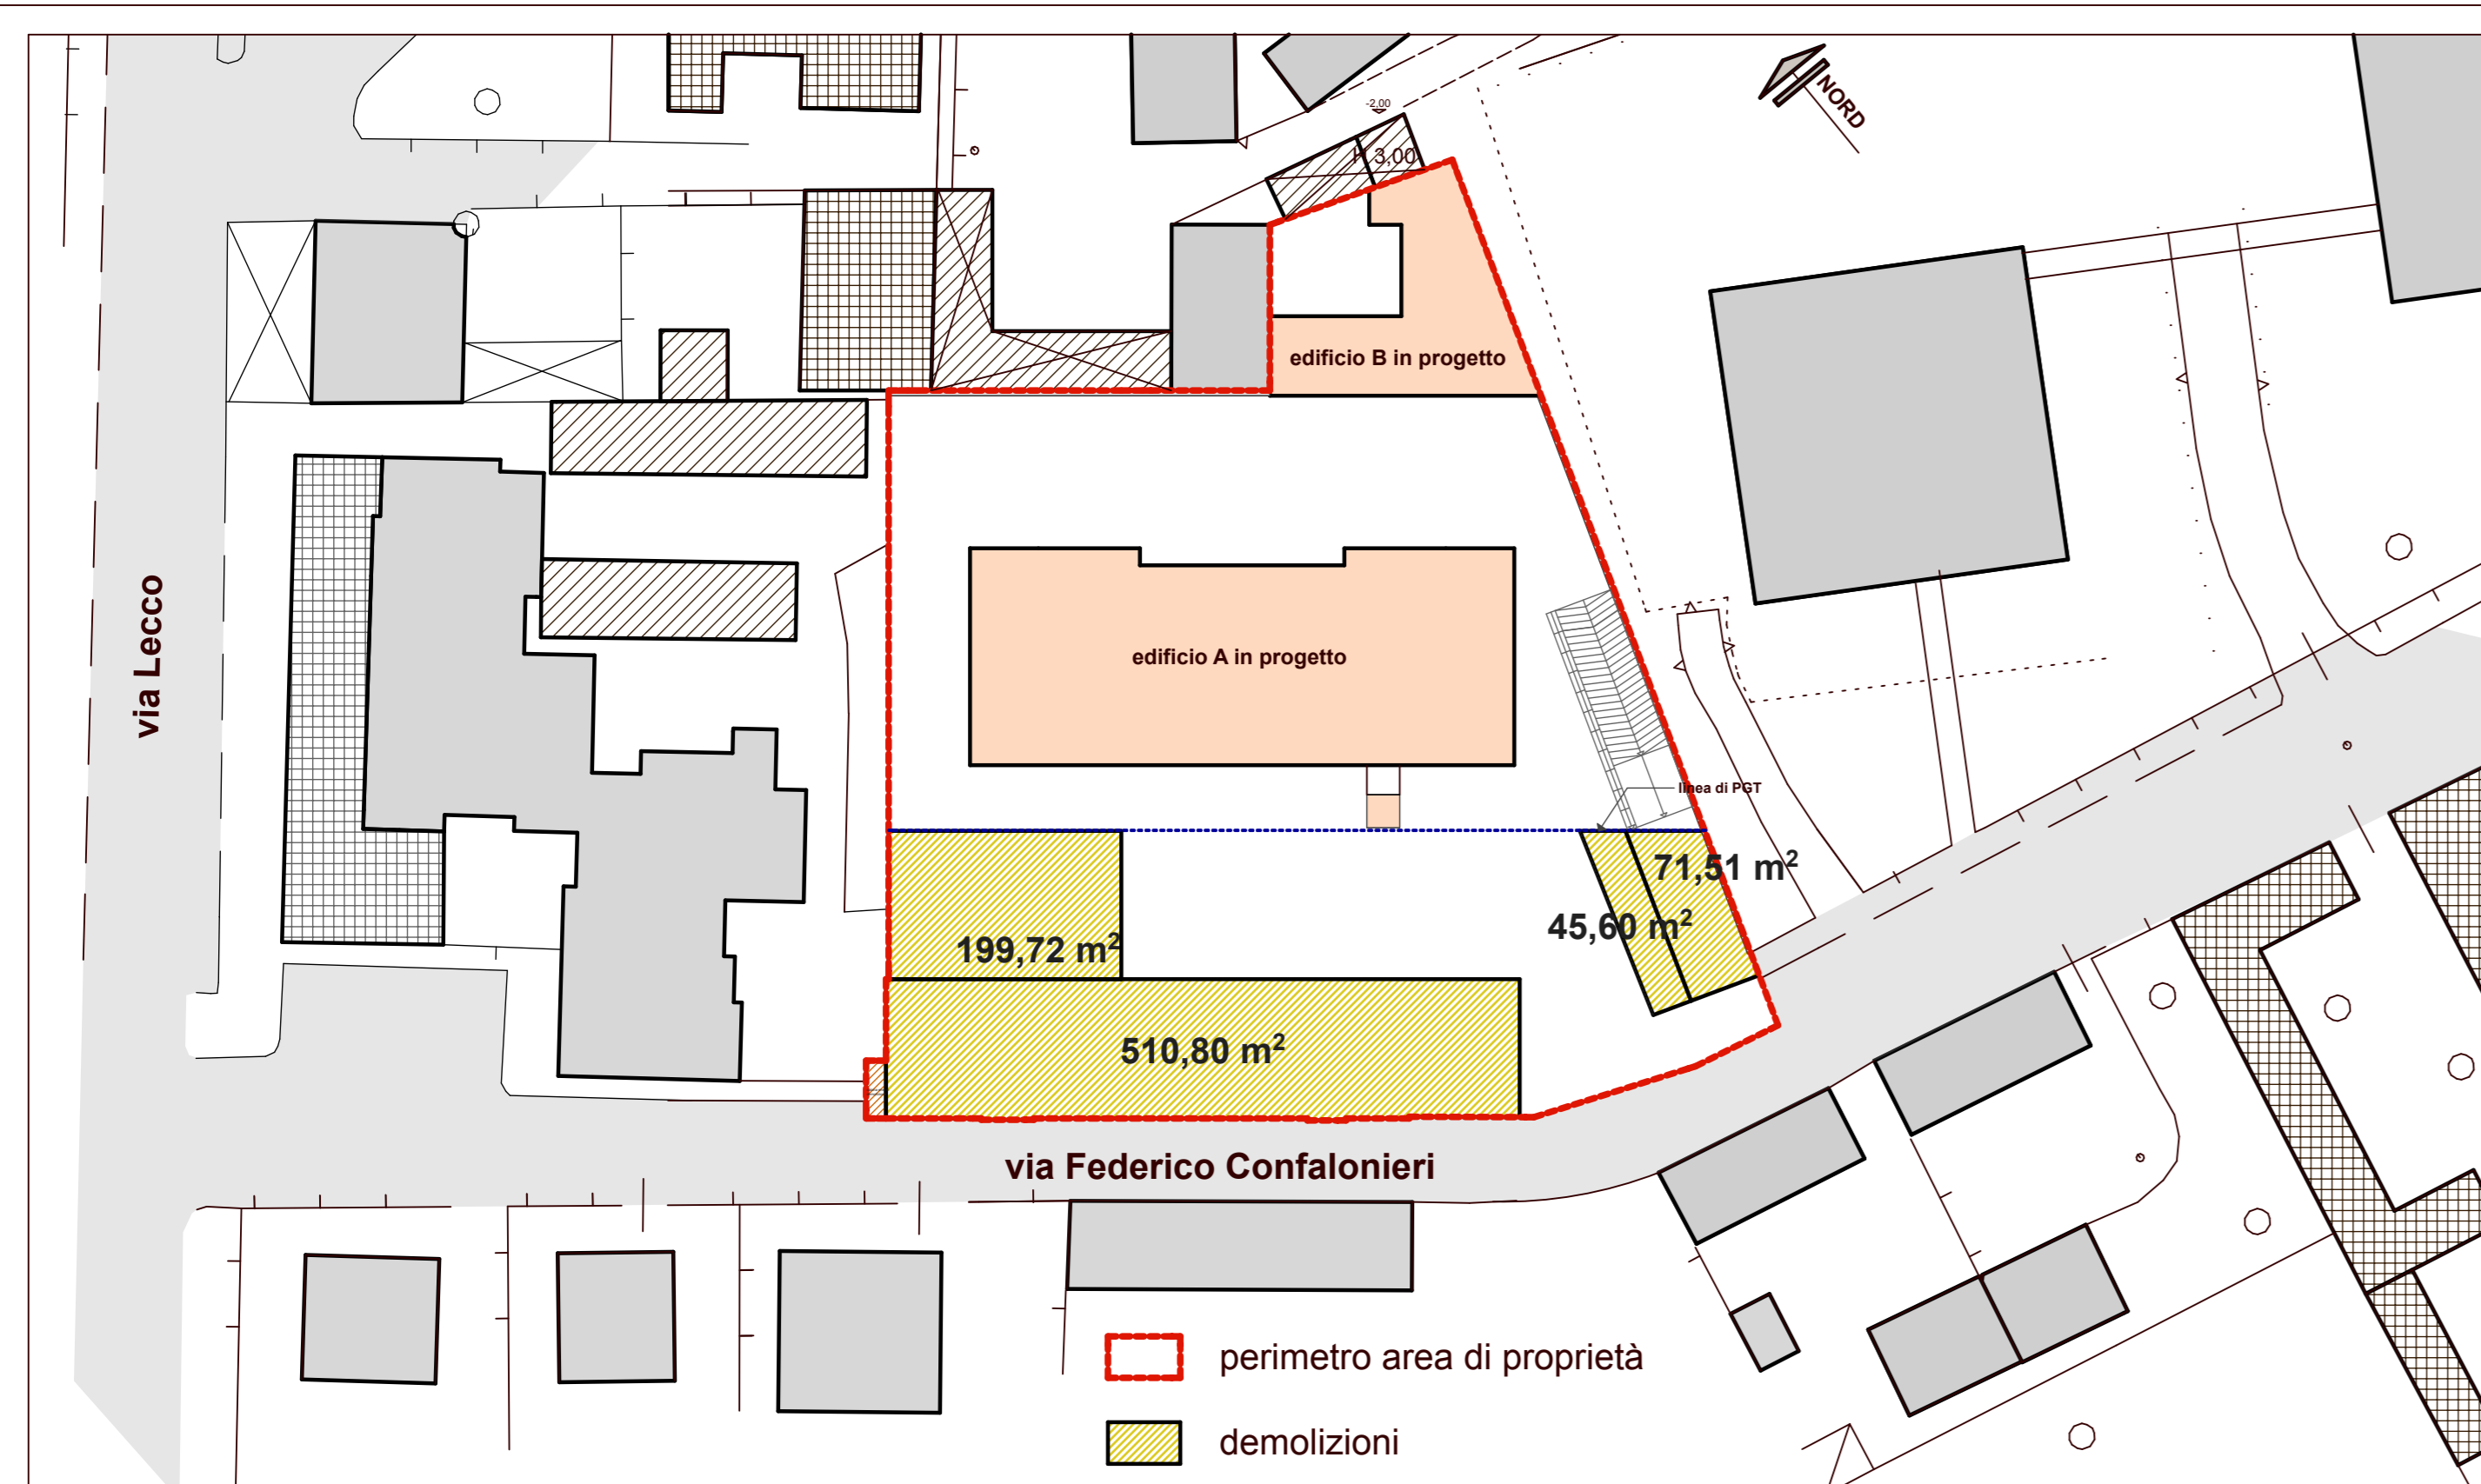 -2,00
NORD
H 3,00
edificio B in progetto
via Lecco
edificio A in progetto
linea di PGT
71,51 m²
45,60 m²
199,72 m²
510,80 m²
via Federico Confalonieri
perimetro area di proprietà
demolizioni